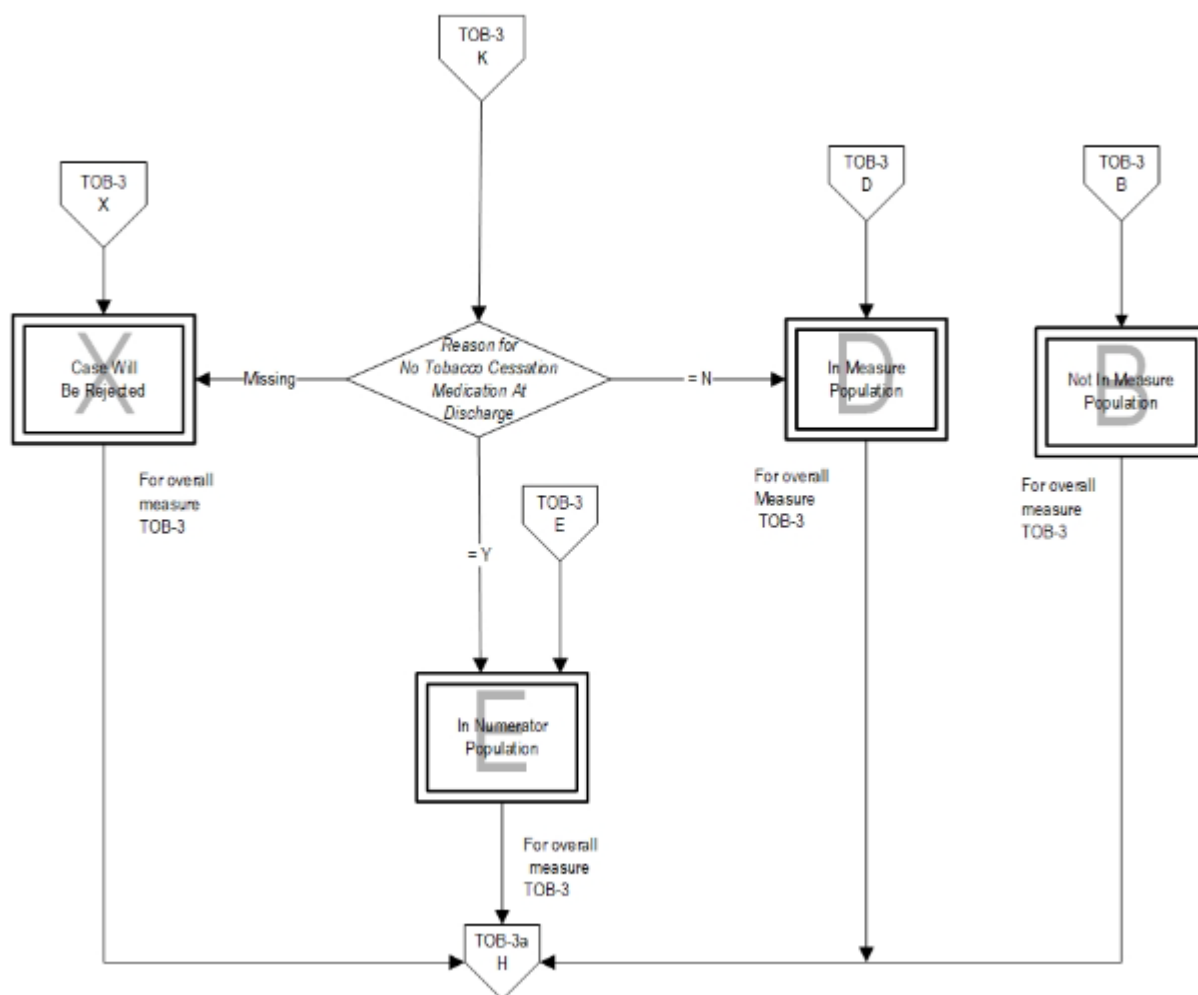 TOB-3
K
TOB-3
X
TOB-3
D
TOB-3
B
X
Case Will
Be Rejected
Missing
Reason for
No Tobacco Cessation
Medication At
Discharge
= N
D
In Measure
Population
B
Not In Measure
Population
For overall
measure
TOB-3
For overall
Measure
TOB-3
For overall
measure
TOB-3
= Y
TOB-3
E
E
In Numerator
Population
For overall
measure
TOB-3
TOB-3a
H